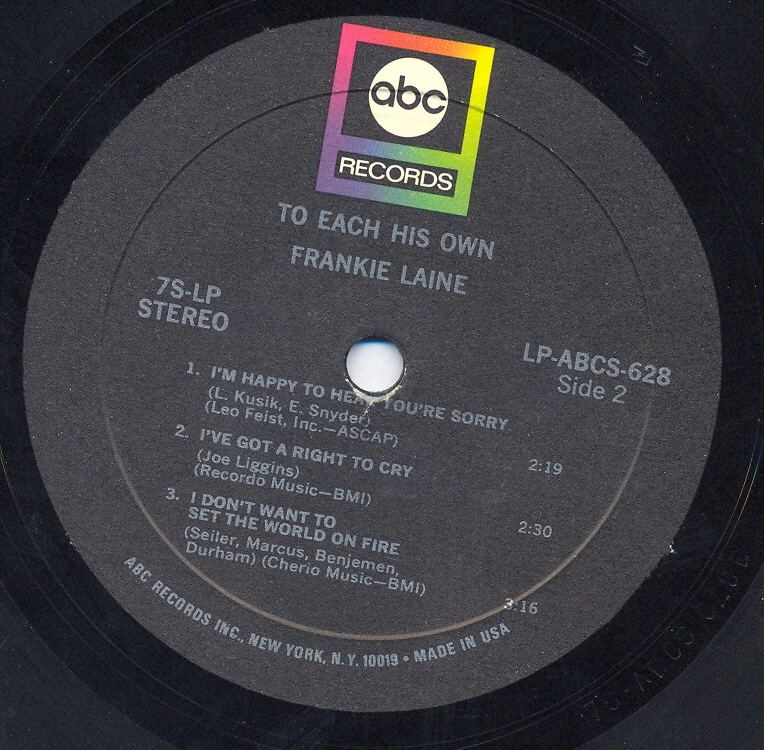 abc
RECORDS
TO EACH HIS OWN
FRANKIE LAINE
7S-LP
STEREO
LP-ABCS-628
Side 2
1. I'M HAPPY TO HEAR YOU'RE SORRY
(L. Kusik, E. Snyder)
(Leo Feist, Inc.—ASCAP)
2:19
2. I'VE GOT A RIGHT TO CRY
(Joe Liggins)
(Recordo Music—BMI)
2:30
3. I DON'T WANT TO
SET THE WORLD ON FIRE
(Seiler, Marcus, Benjemen,
Durham) (Cherio Music—BMI)
3:16
ABC RECORDS INC., NEW YORK, N.Y. 10019 • MADE IN USA